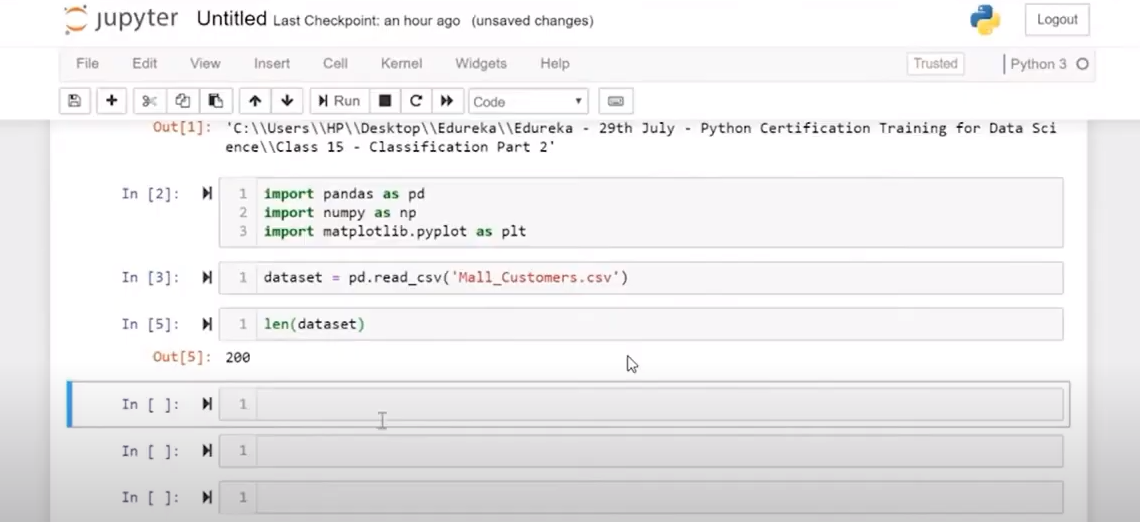 jupyter Untitled Last Checkpoint: an hour ago (unsaved changes) Logout
File Edit View Insert Cell Kernel Widgets Help Trusted Python 3
Run Code
Out[1]: 'C:\\Users\\HP\\Desktop\\Edureka\\Edureka - 29th July - Python Certification Training for Data Sci
ence\\Class 15 - Classification Part 2'
In [2]: 1 import pandas as pd
2 import numpy as np
3 import matplotlib.pyplot as plt
In [3]: 1 dataset = pd.read_csv('Mall_Customers.csv')
In [5]: 1 len(dataset)
Out[5]: 200
In [ ]: 1
In [ ]: 1
In [ ]: 1